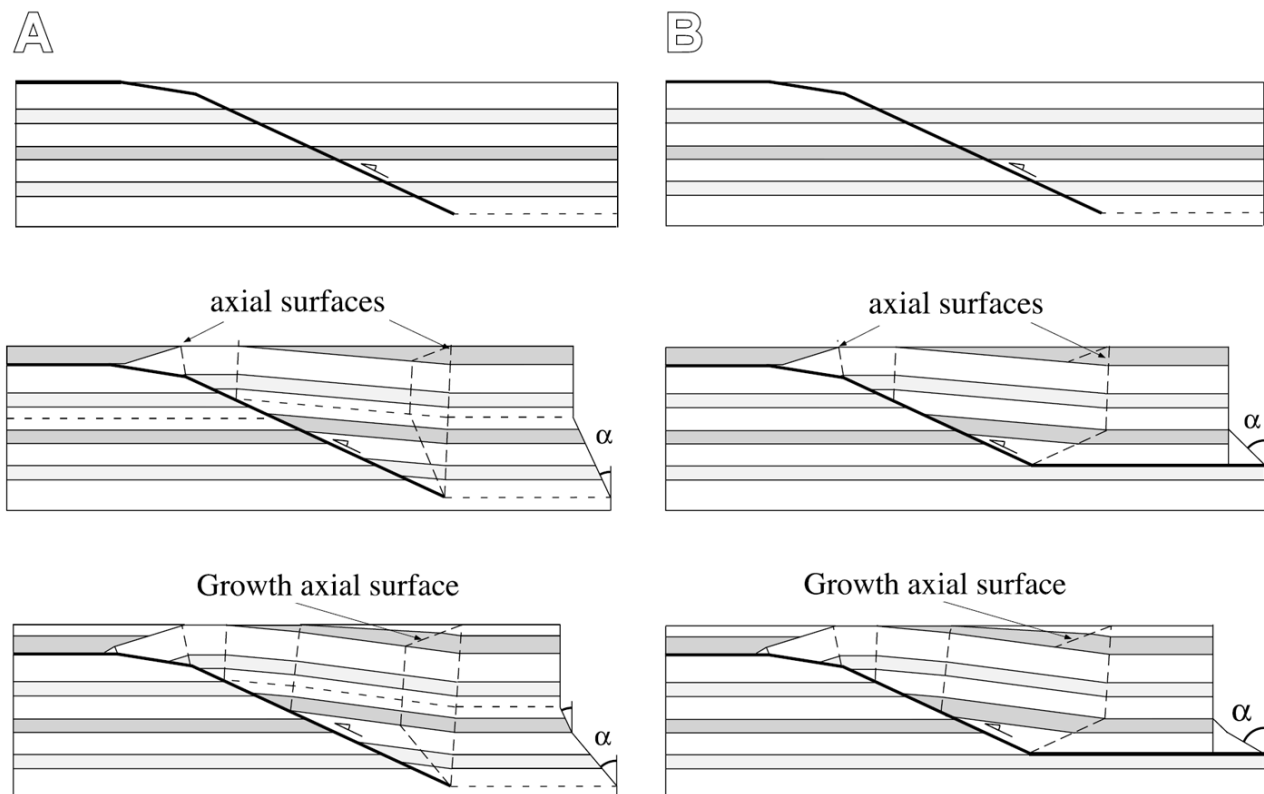 A
B
axial surfaces
axial surfaces
α
α
Growth axial surface
Growth axial surface
α
α